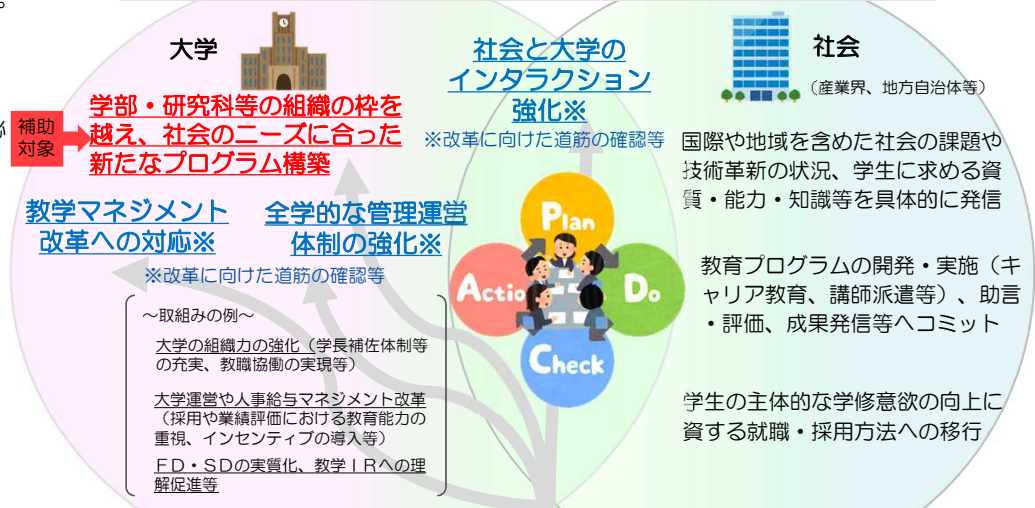 大学
学部・研究科等の組織の枠を
越え、社会のニーズに合った
新たなプログラム構築
補助
対象
教学マネジメント
改革への対応※
全学的な管理運営
体制の強化※
※改革に向けた道筋の確認等
～取組みの例～
大学の組織力の強化（学長補佐体制等
の充実、教職協働の実現等）
大学運営や人事給与マネジメント改革
（採用や業績評価における教育能力の
重視、インセンティブの導入等）
ＦＤ・ＳＤの実質化、教学ＩＲへの理
解促進等
社会と大学の
インタラクション
強化※
※改革に向けた道筋の確認等
Plan
Actio
Do
Check
社会
（産業界、地方自治体等）
国際や地域を含めた社会の課題や
技術革新の状況、学生に求める資
質・能力・知識等を具体的に発信
教育プログラムの開発・実施（キ
ャリア教育、講師派遣等）、助言
・評価、成果発信等へコミット
学生の主体的な学修意欲の向上に
資する就職・採用方法への移行